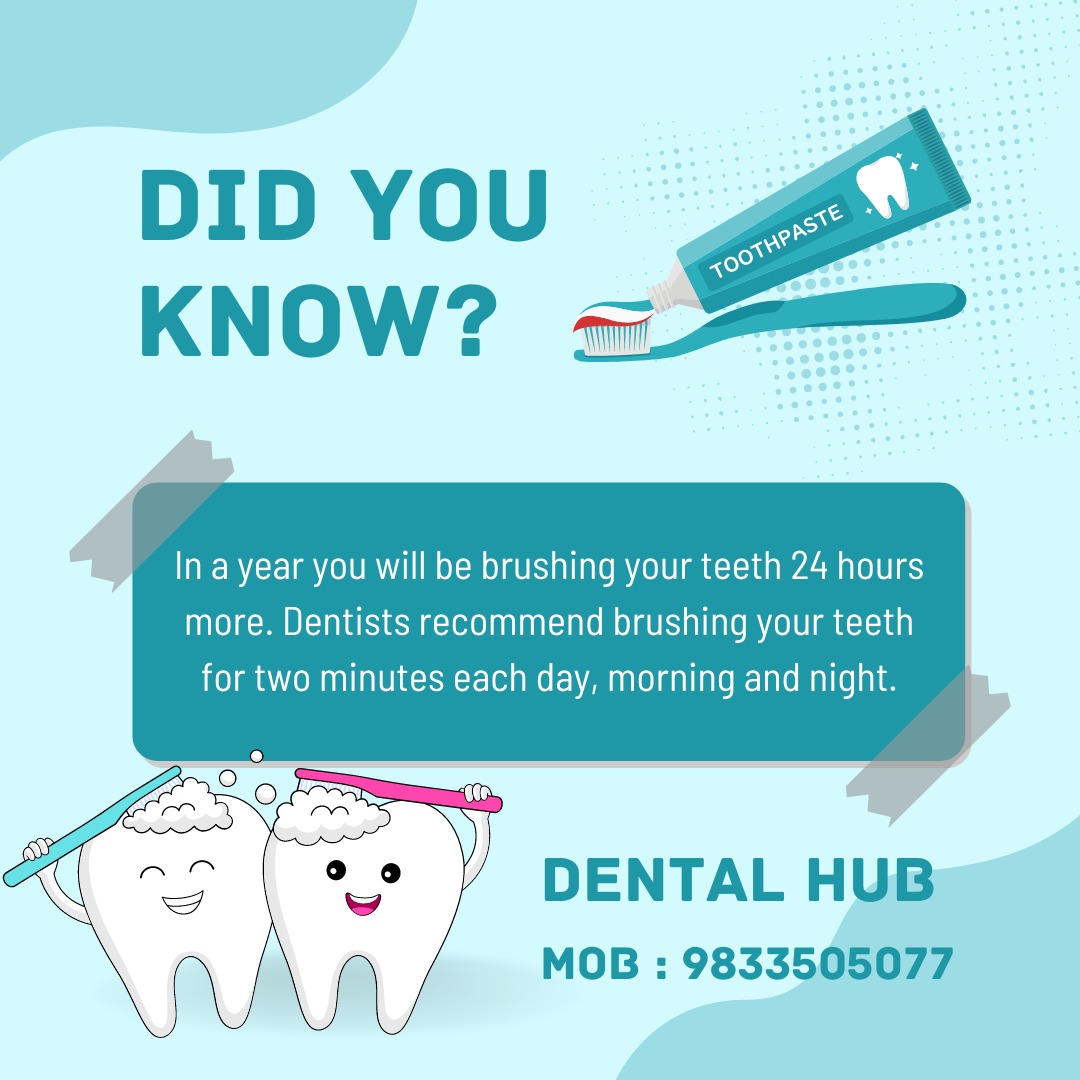 DID YOU
KNOW?
TOOTHPASTE
In a year you will be brushing your teeth 24 hours
more. Dentists recommend brushing your teeth
for two minutes each day, morning and night.
DENTAL HUB
MOB : 9833505077